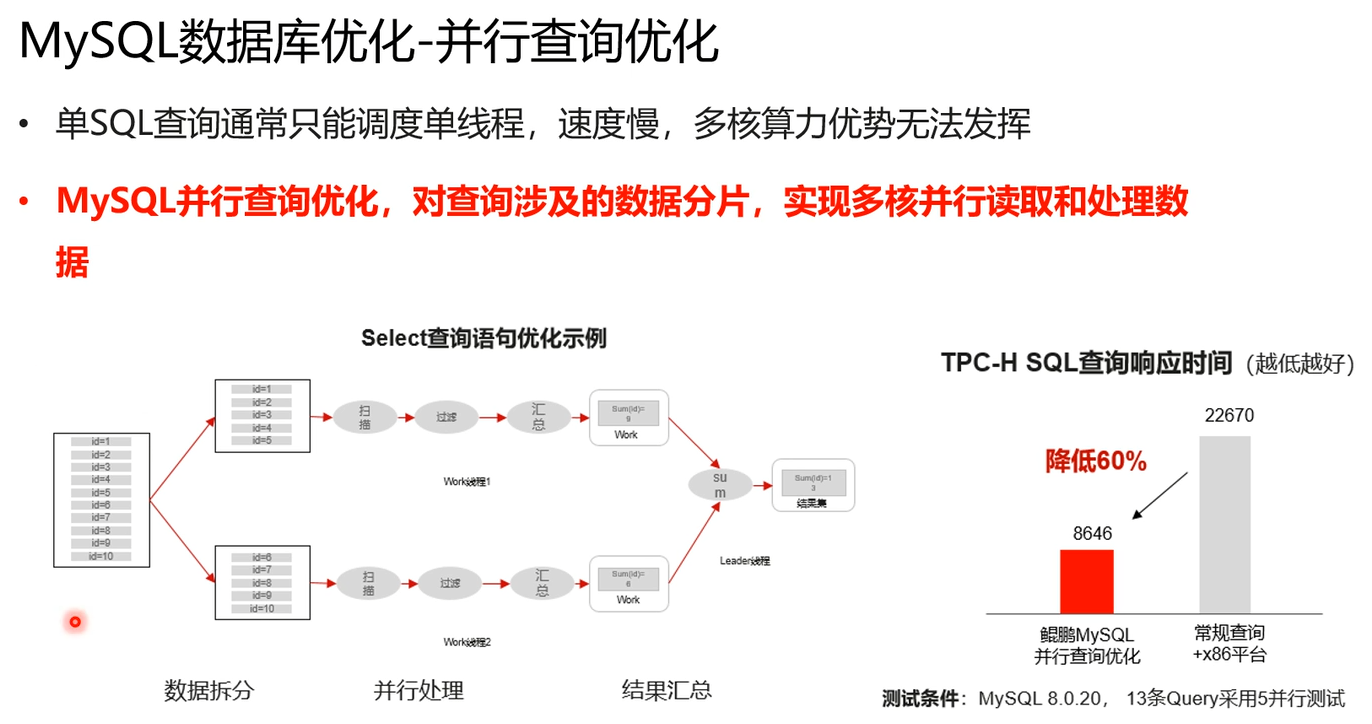 MySQL数据库优化-并行查询优化
• 单SQL查询通常只能调度单线程，速度慢，多核算力优势无法发挥
• MySQL并行查询优化，对查询涉及的数据分片，实现多核并行读取和处理数
据
Select查询语句优化示例
id=1
id=2
id=3
id=4
id=5
id=6
id=7
id=8
id=9
id=10
id=1
id=2
id=3
id=4
id=5
扫
描
过滤
汇
总
Sum(id)=
9
Work
Work线程1
id=6
id=7
id=8
id=9
id=10
扫
描
过滤
汇
总
Sum(id)=
6
Work
Work线程2
su
m
Sum(id)=1
3
结果集
Leader线程
数据拆分
并行处理
结果汇总
TPC-H SQL查询响应时间（越低越好）
22670
降低60%
8646
鲲鹏MySQL
并行查询优化
常规查询
+x86平台
测试条件：MySQL 8.0.20， 13条Query采用5并行测试